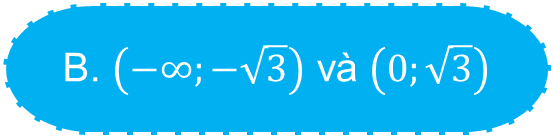 B. (−∞; −√3) và (0; √3)